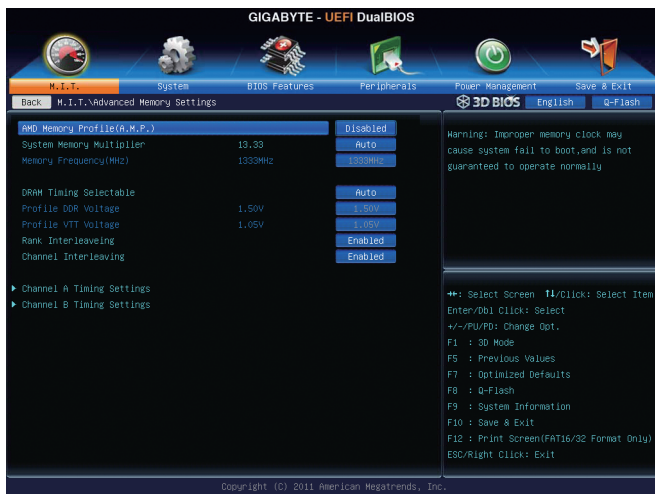 GIGABYTE - UEFI DualBIOS
M.I.T. System BIOS Features Peripherals Power Management Save & Exit
Back M.I.T.\Advanced Memory Settings 3D BIOS English Q-Flash
AMD Memory Profile(A.M.P.) Disabled
System Memory Multiplier 13.33 Auto
Memory Frequency(MHz) 1333MHz 1333MHz
DRAM Timing Selectable Auto
Profile DDR Voltage 1.50V 1.50V
Profile VTT Voltage 1.05V 1.05V
Rank Interleaveing Enabled
Channel Interleaving Enabled
Channel A Timing Settings
Channel B Timing Settings
Warning: Improper memory clock may
cause system fail to boot,and is not
guaranteed to operate normally
→←: Select Screen ↑↓/Click: Select Item
Enter/Dbl Click: Select
+/-/PU/PD: Change Opt.
F1 : 3D Mode
F5 : Previous Values
F7 : Optimized Defaults
F8 : Q-Flash
F9 : System Information
F10 : Save & Exit
F12 : Print Screen(FAT16/32 Format Only)
ESC/Right Click: Exit
Copyright (C) 2011 American Megatrends, Inc.